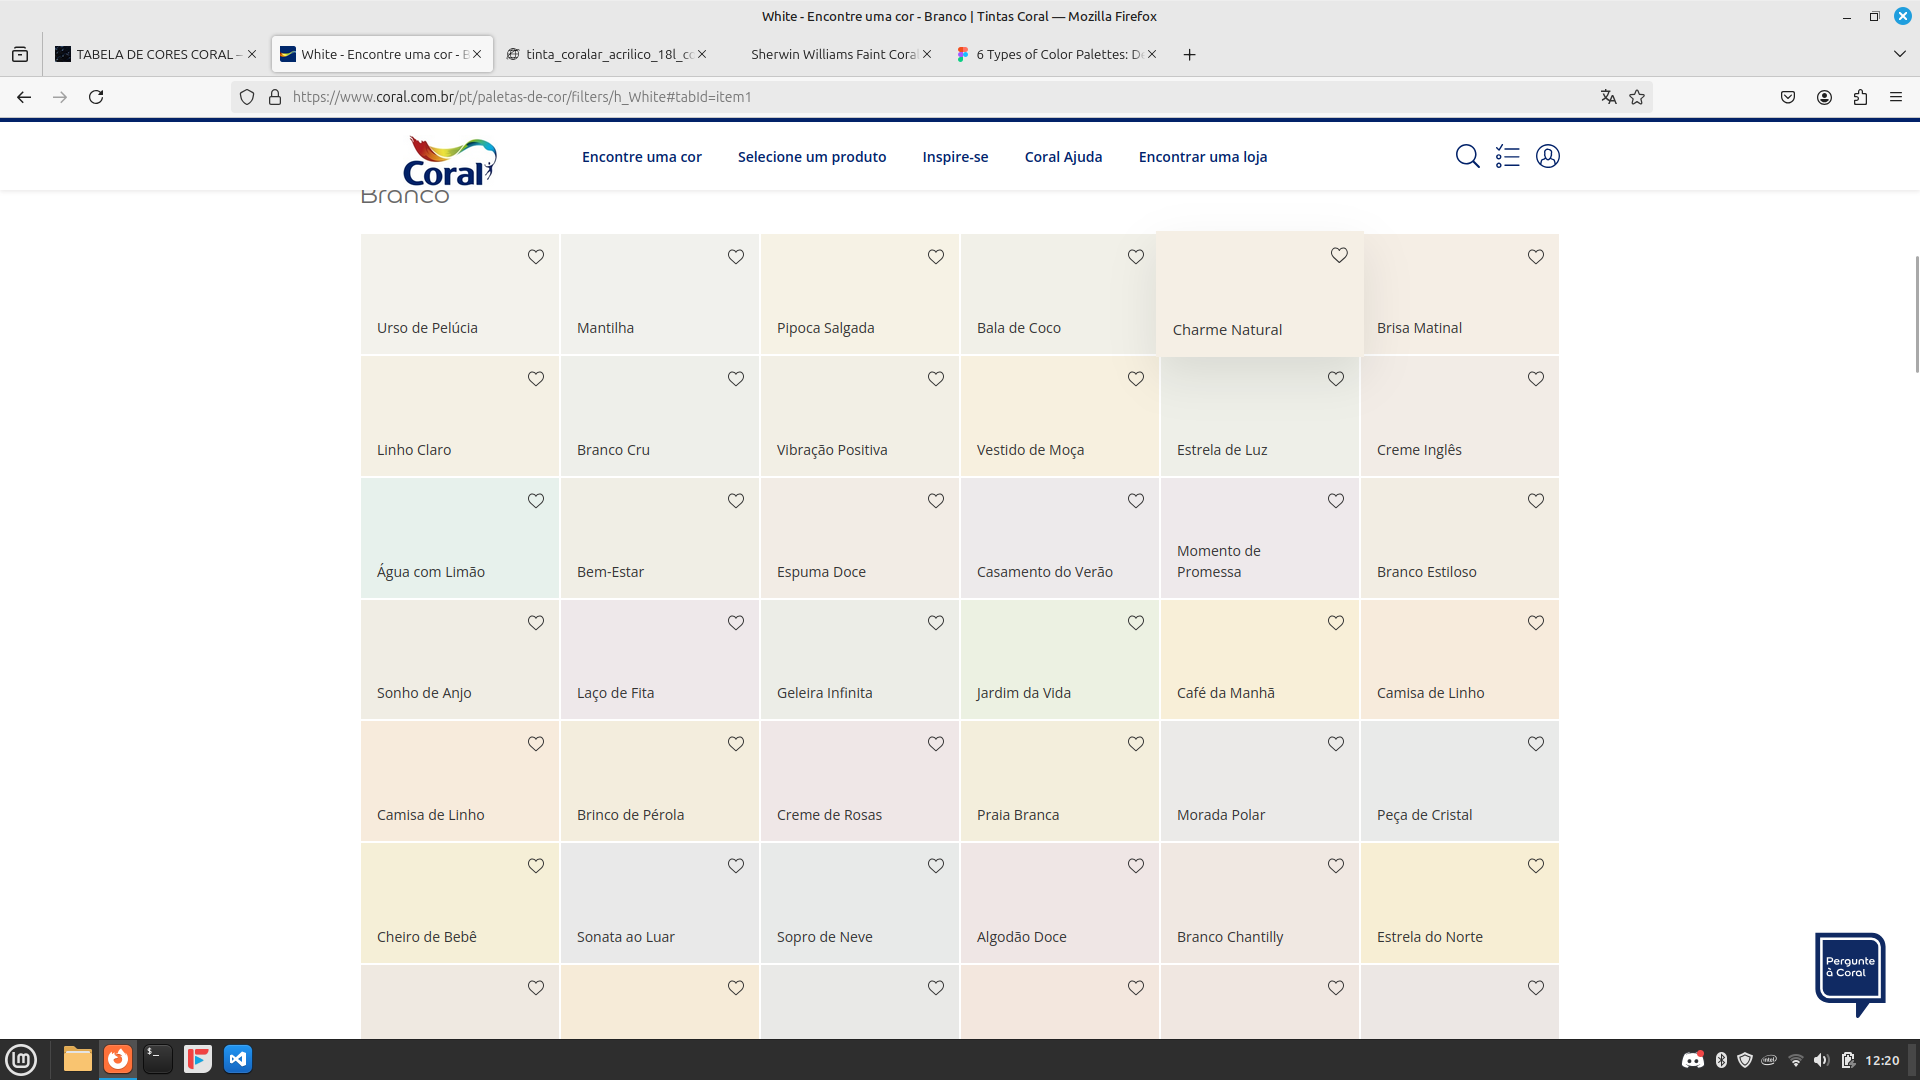 White - Encontre uma cor - Branco | Tintas Coral — Mozilla Firefox
TABELA DE CORES CORAL –
White - Encontre uma cor - B
tinta_coralar_acrilico_18l_co
Sherwin Williams Faint Coral
6 Types of Color Palettes: De
https://www.coral.com.br/pt/paletas-de-cor/filters/h_White#tabId=item1
Coral
Encontre uma cor
Selecione um produto
Inspire-se
Coral Ajuda
Encontrar uma loja
Branco
Urso de Pelúcia
Mantilha
Pipoca Salgada
Bala de Coco
Charme Natural
Brisa Matinal
Linho Claro
Branco Cru
Vibração Positiva
Vestido de Moça
Estrela de Luz
Creme Inglês
Água com Limão
Bem-Estar
Espuma Doce
Casamento do Verão
Momento de
Promessa
Branco Estiloso
Sonho de Anjo
Laço de Fita
Geleira Infinita
Jardim da Vida
Café da Manhã
Camisa de Linho
Camisa de Linho
Brinco de Pérola
Creme de Rosas
Praia Branca
Morada Polar
Peça de Cristal
Cheiro de Bebê
Sonata ao Luar
Sopro de Neve
Algodão Doce
Branco Chantilly
Estrela do Norte
Pergunte
à Coral
12:20